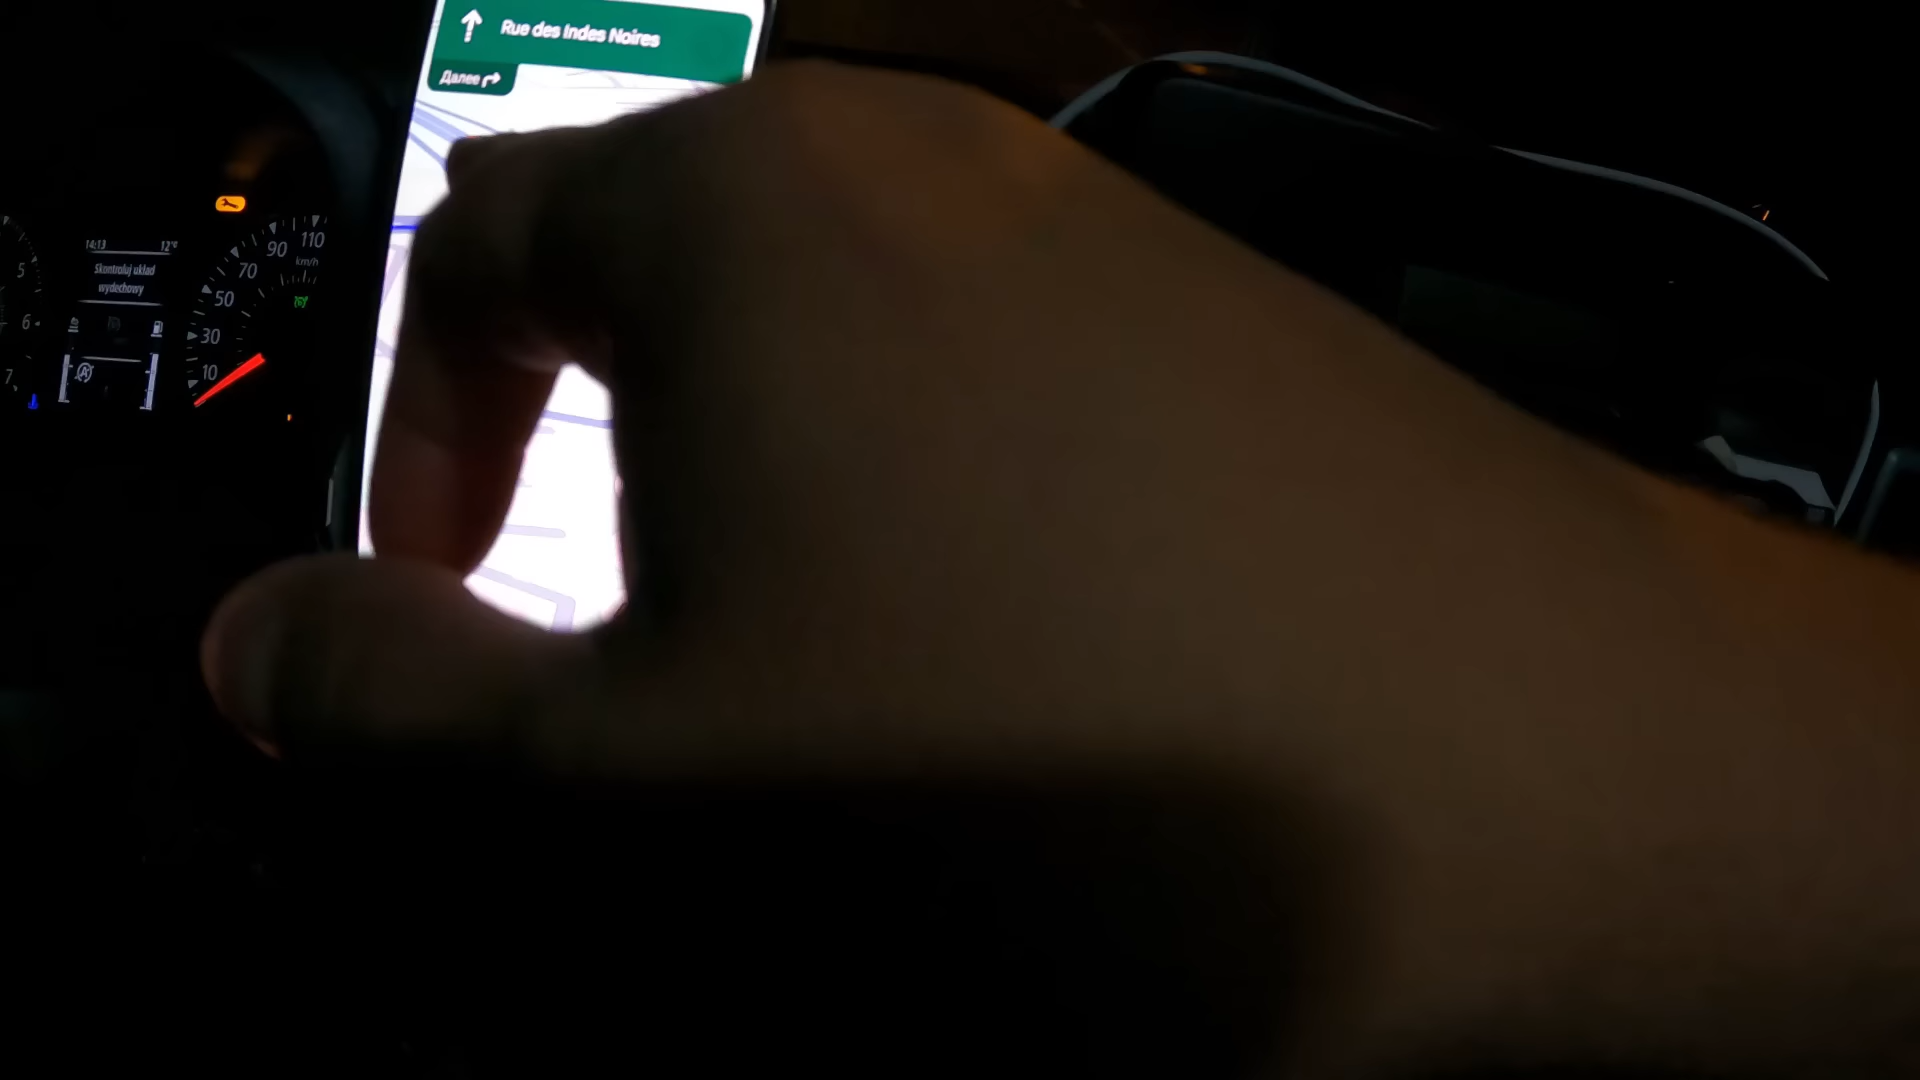 Rue des Indes Noires
Далее
14:13 12°
Skontroluj układ
wydechowy
5
6
7
10
30
50
70
90
110
km/h
A